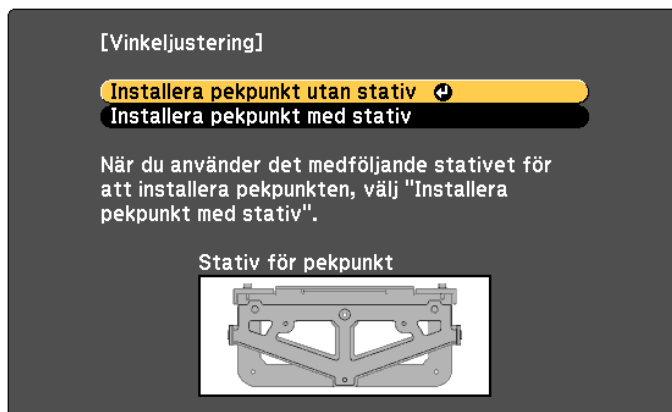 [Vinkeljustering]
Installera pekpunkt utan stativ
Installera pekpunkt med stativ
När du använder det medföljande stativet för
att installera pekpunkten, välj "Installera
pekpunkt med stativ".
Stativ för pekpunkt